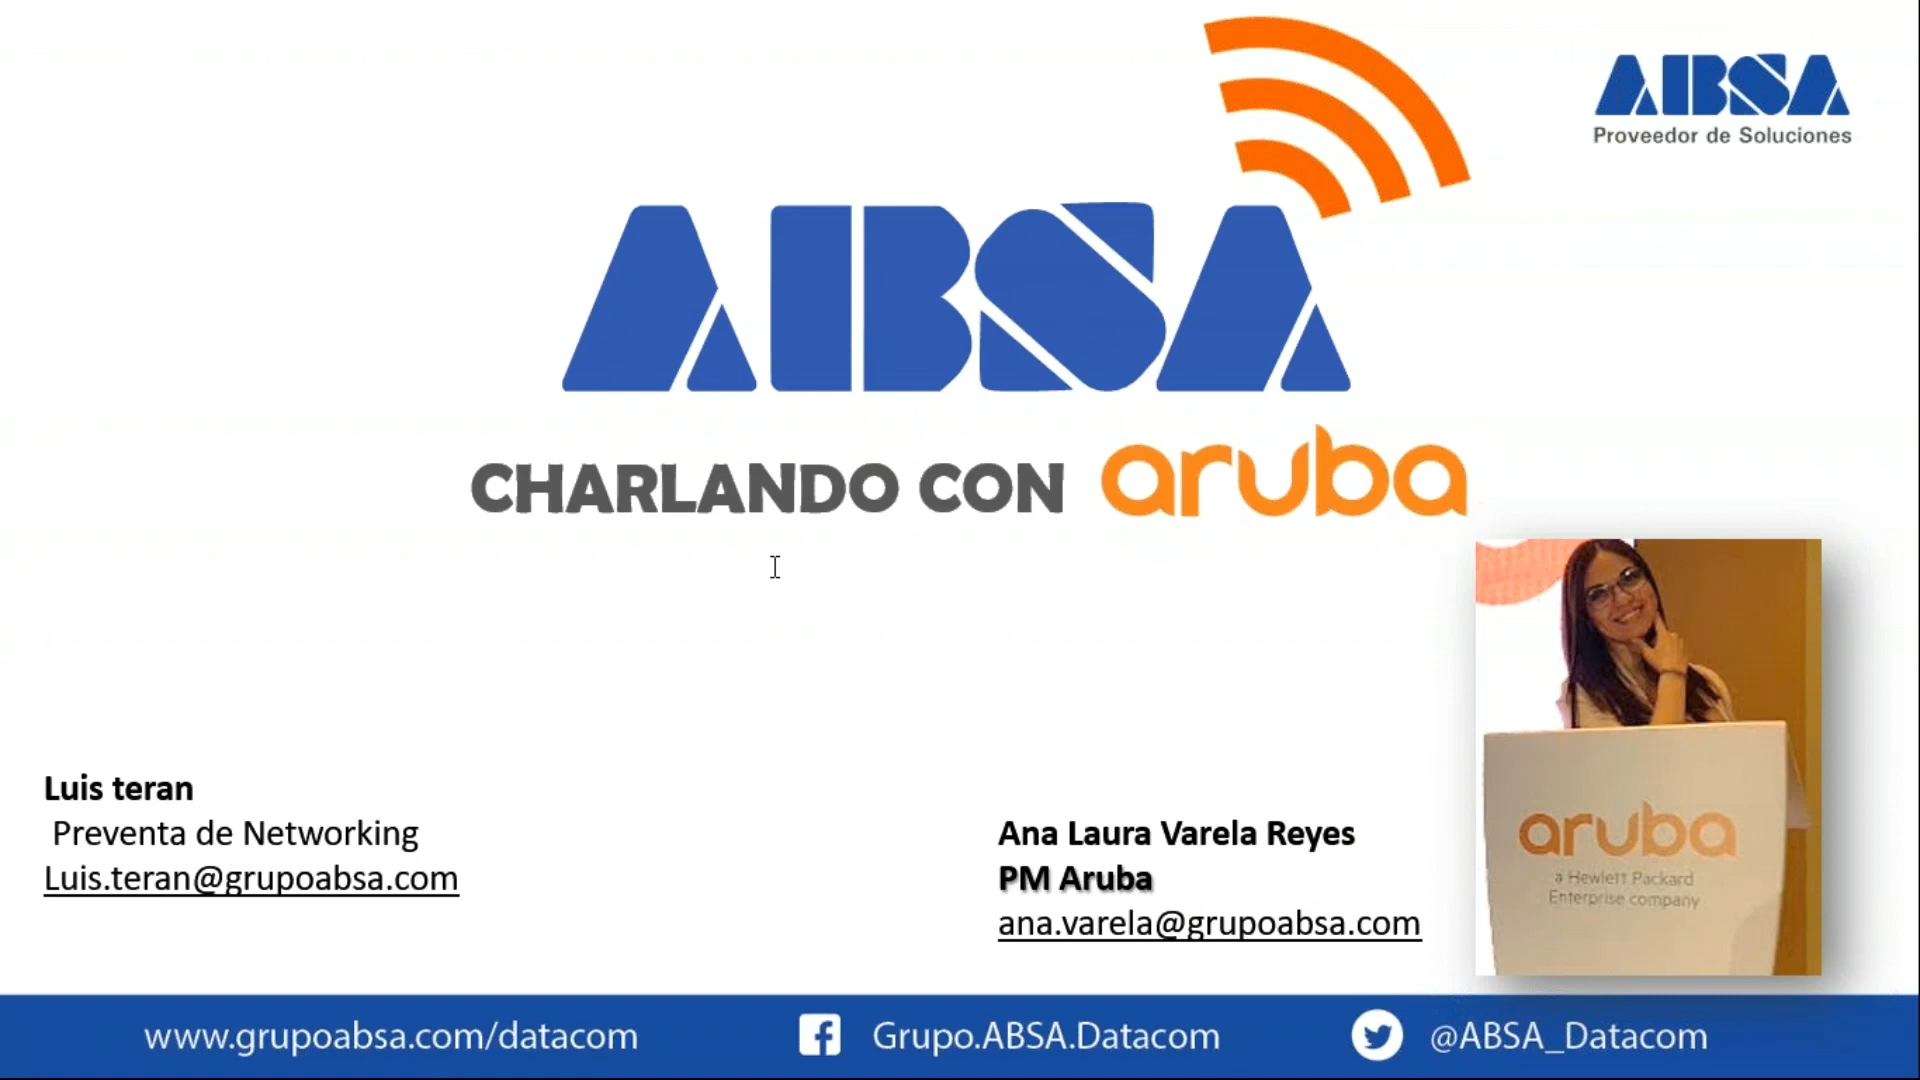 ABSA
Proveedor de Soluciones
ABSA
CHARLANDO CON aruba
Luis teran
Preventa de Networking
Luis.teran@grupoabsa.com
Ana Laura Varela Reyes
PM Aruba
ana.varela@grupoabsa.com
aruba
a Hewlett Packard
Enterprise company
www.grupoabsa.com/datacom
Grupo.ABSA.Datacom
@ABSA_Datacom